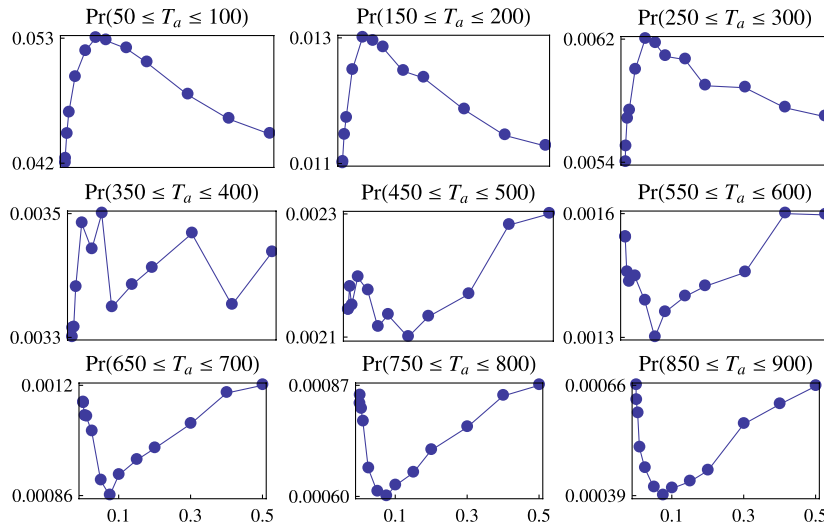 Pr(50 ≤ T_a ≤ 100) Pr(150 ≤ T_a ≤ 200) Pr(250 ≤ T_a ≤ 300)
0.053 0.013 0.0062
0.042 0.011 0.0054
Pr(350 ≤ T_a ≤ 400) Pr(450 ≤ T_a ≤ 500) Pr(550 ≤ T_a ≤ 600)
0.0035 0.0023 0.0016
0.0033 0.0021 0.0013
Pr(650 ≤ T_a ≤ 700) Pr(750 ≤ T_a ≤ 800) Pr(850 ≤ T_a ≤ 900)
0.0012 0.00087 0.00066
0.00086 0.00060 0.00039
0.1 0.3 0.5 0.1 0.3 0.5 0.1 0.3 0.5